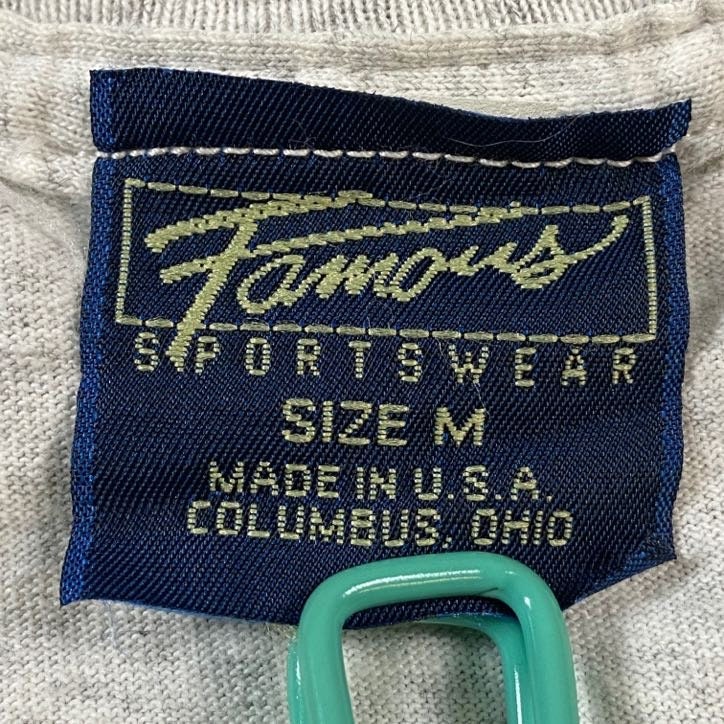 Famous
SPORTSWEAR
SIZE M
MADE IN U.S.A.
COLUMBUS, OHIO